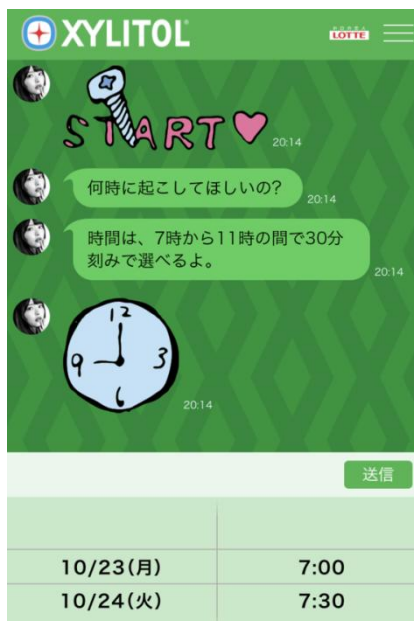 XYLITOL
LOTTE
START
20:14
何時に起こしてほしいの?
20:14
時間は、7時から11時の間で30分
刻みで選べるよ。
20:14
12
9 3
6
20:14
送信
10/23(月) 7:00
10/24(火) 7:30